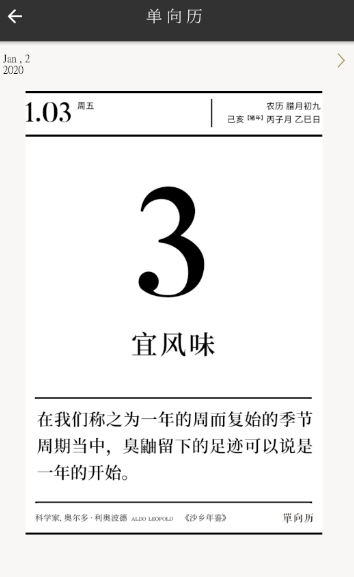 单向历
Jan , 2
2020
1.03 周五
农历 腊月初九
己亥【猪年】丙子月 乙巳日
3
宜风味
在我们称之为一年的周而复始的季节
周期当中，臭鼬留下的足迹可以说是
一年的开始。
科学家, 奥尔多·利奥波德 ALDO LEOPOLD 《沙乡年鉴》 單向历